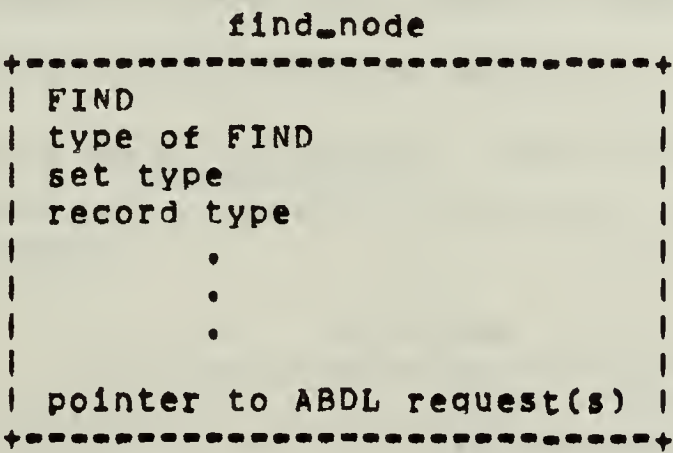 find_node
FIND
type of FIND
set type
record type
.
.
.
pointer to ABDL request(s)